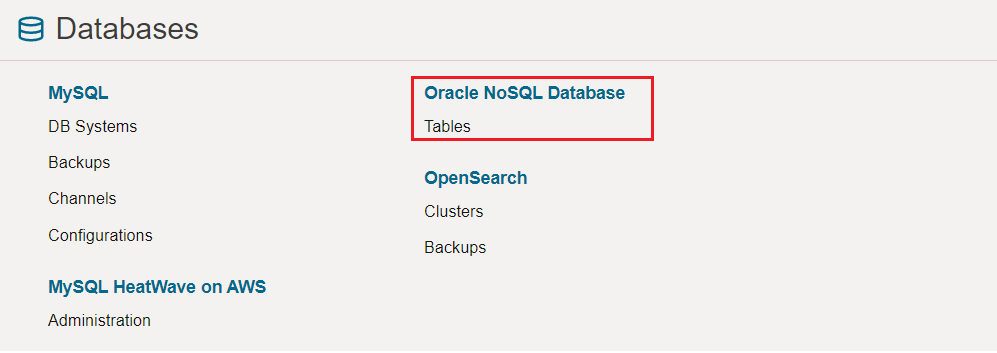 Databases
MySQL
DB Systems
Backups
Channels
Configurations
MySQL HeatWave on AWS
Administration
Oracle NoSQL Database
Tables
OpenSearch
Clusters
Backups